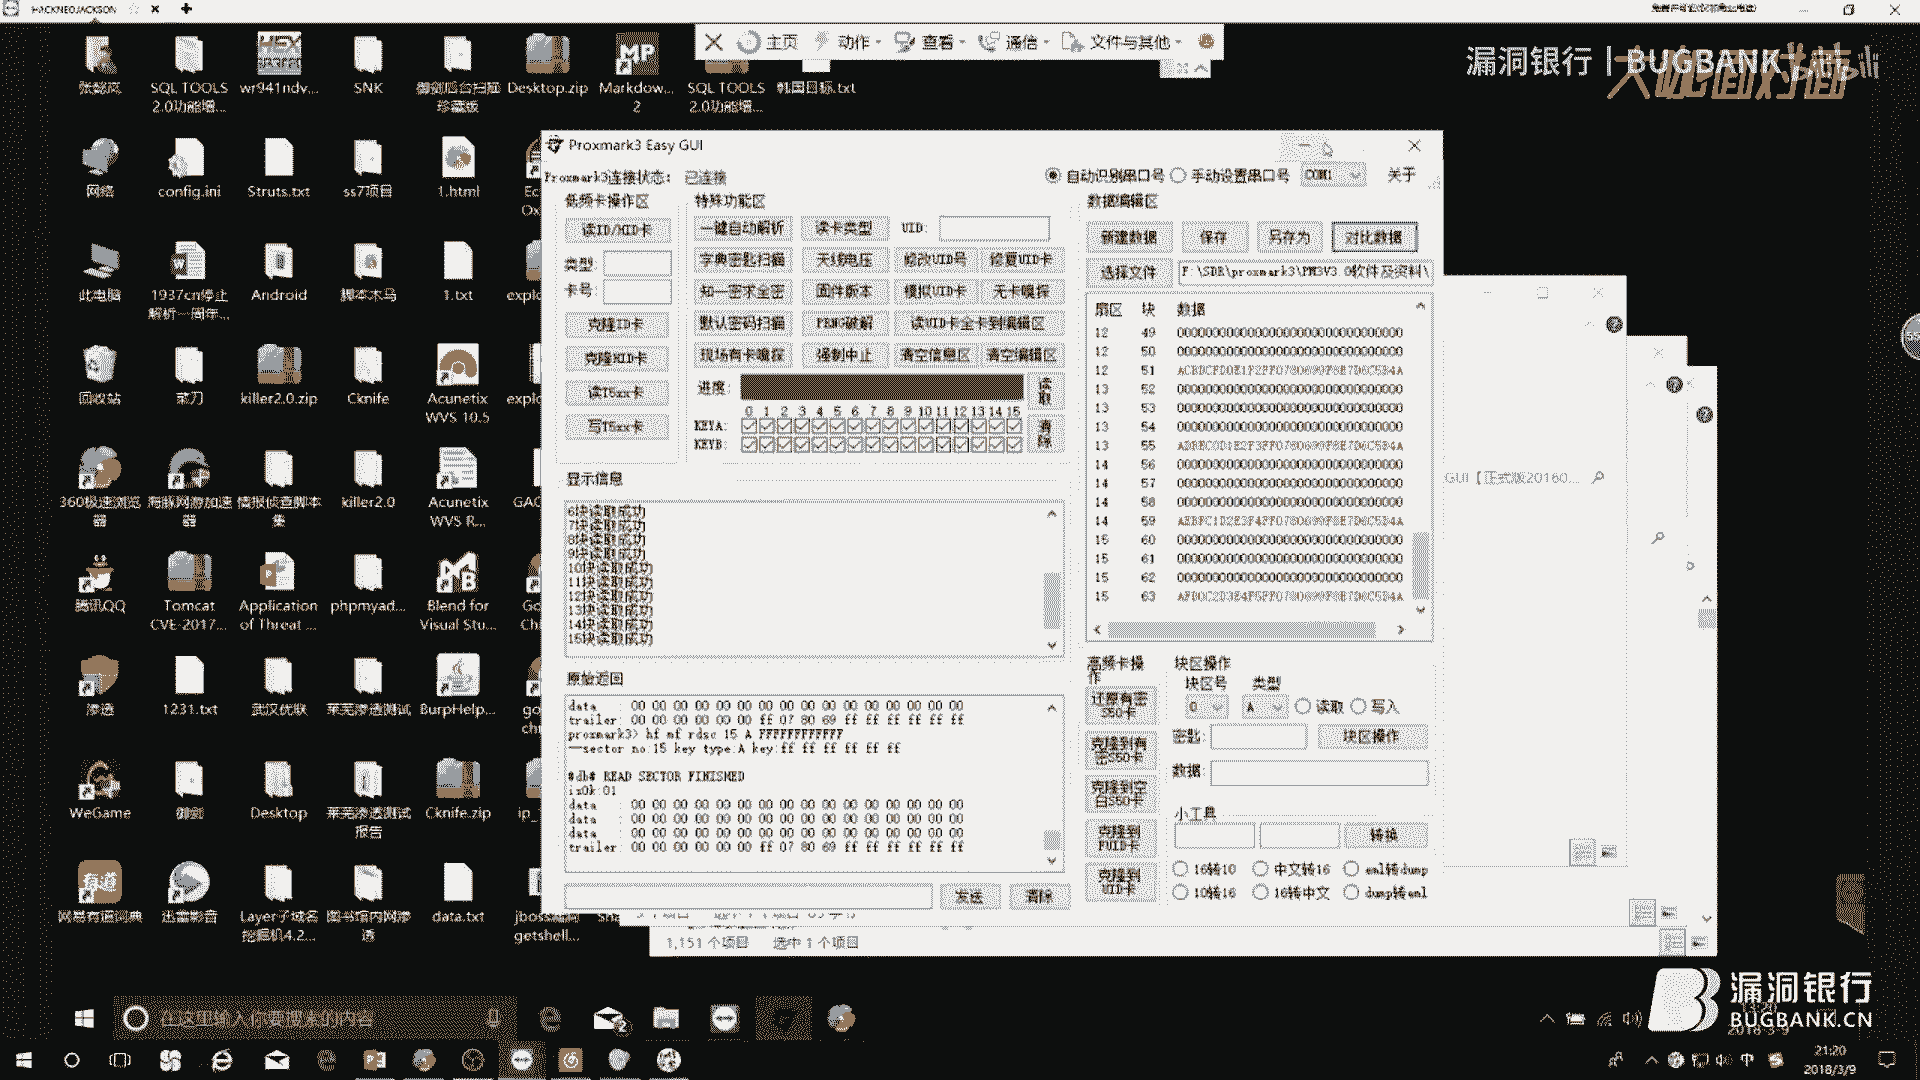 HACKNEOJACKSON
主页
动作
查看
通信
文件与其他
漏洞银行 | BUGBANK
大咖面对面
张懿岚
SQL TOOLS
2.0功能增...
wr941ndv...
SNK
御剑后台扫描
珍藏版
Desktop.zip
Markdow...
2
SQL TOOLS
2.0功能增...
韩国目标.txt
网络
config.ini
Struts.txt
ss7项目
1.html
此电脑
1937cn停止
解析一周年...
Android
脚本木马
1.txt
explo
回收站
菜刀
killer2.0.zip
Cknife
Acunetix
WVS 10.5
explo
360极速浏览
器
海豚网游加速
器
情报侦查脚本
集
killer2.0
Acunetix
WVS R...
腾讯QQ
Tomcat
CVE-2017...
Application
of Threat ...
phpmyad...
Blend for
Visual Stu...
渗透
1231.txt
武汉优联
莱芜渗透测试
BurpHelp...
WeGame
御剑
Desktop
莱芜渗透测试
报告
Cknife.zip
ip_
网易有道词典
迅雷影音
Layer子域名
挖掘机4.2...
图书馆内网渗
透
data.txt
jboss漏洞
getshell...
Proxmark3 Easy GUI
Proxmark3连接状态: 已连接
自动识别串口号
手动设置串口号
COM1
关于
低频卡操作区
读ID/HID卡
类型:
卡号:
克隆ID卡
克隆HID卡
读T5xx卡
写T5xx卡
特殊功能区
一键自动解析
读卡类型
UID:
字典密匙扫描
天线电压
修改UID号
修复UID卡
知一密求全密
固件版本
模拟UID卡
无卡嗅探
默认密码扫描
PRNG破解
读UID卡全卡到编辑区
现场有卡嗅探
强制中止
清空信息区
清空编辑区
进度:
读取
0 1 2 3 4 5 6 7 8 9 10 11 12 13 14 15
KEYA:
KEYB:
清除
显示信息
6块读取成功
7块读取成功
8块读取成功
9块读取成功
10块读取成功
11块读取成功
12块读取成功
13块读取成功
14块读取成功
15块读取成功
原始返回
data : 00 00 00 00 00 00 00 00 00 00 00 00 00 00 00 00
trailer: 00 00 00 00 00 00 ff 07 80 69 ff ff ff ff ff ff
proxmark3> hf mf rdsc 15 A FFFFFFFFFFFF
--sector no:15 key type:A key:ff ff ff ff ff ff
#db# READ SECTOR FINISHED
isOk:01
data : 00 00 00 00 00 00 00 00 00 00 00 00 00 00 00 00
data : 00 00 00 00 00 00 00 00 00 00 00 00 00 00 00 00
data : 00 00 00 00 00 00 00 00 00 00 00 00 00 00 00 00
trailer: 00 00 00 00 00 00 ff 07 80 69 ff ff ff ff ff ff
发送
清除
数据编辑区
新建数据
保存
另存为
对比数据
选择文件
F:\SDR\proxmark3\PM3V3.0软件及资料\
扇区 块 数据
12 49 00000000000000000000000000000000
12 50 00000000000000000000000000000000
12 51
13 52 00000000000000000000000000000000
13 53 00000000000000000000000000000000
13 54 00000000000000000000000000000000
13 55
14 56 00000000000000000000000000000000
14 57 00000000000000000000000000000000
14 58 00000000000000000000000000000000
14 59
15 60 00000000000000000000000000000000
15 61 00000000000000000000000000000000
15 62 00000000000000000000000000000000
15 63
高频卡操作
还原有密S50卡
克隆到有密S50卡
克隆到空白S50卡
克隆到FUID卡
克隆到UID卡
块区操作
块区号
类型
0
A
读取
写入
密匙:
块区操作
数据:
小工具
转换
16转10
中文转16
eml转dump
10转16
16转中文
dump转eml
GUI【正式版20160...
1,151 个项目
选中 1 个项目
在这里输入你要搜索的内容
漏洞银行
BUGBANK.CN
21:20
2018/3/9